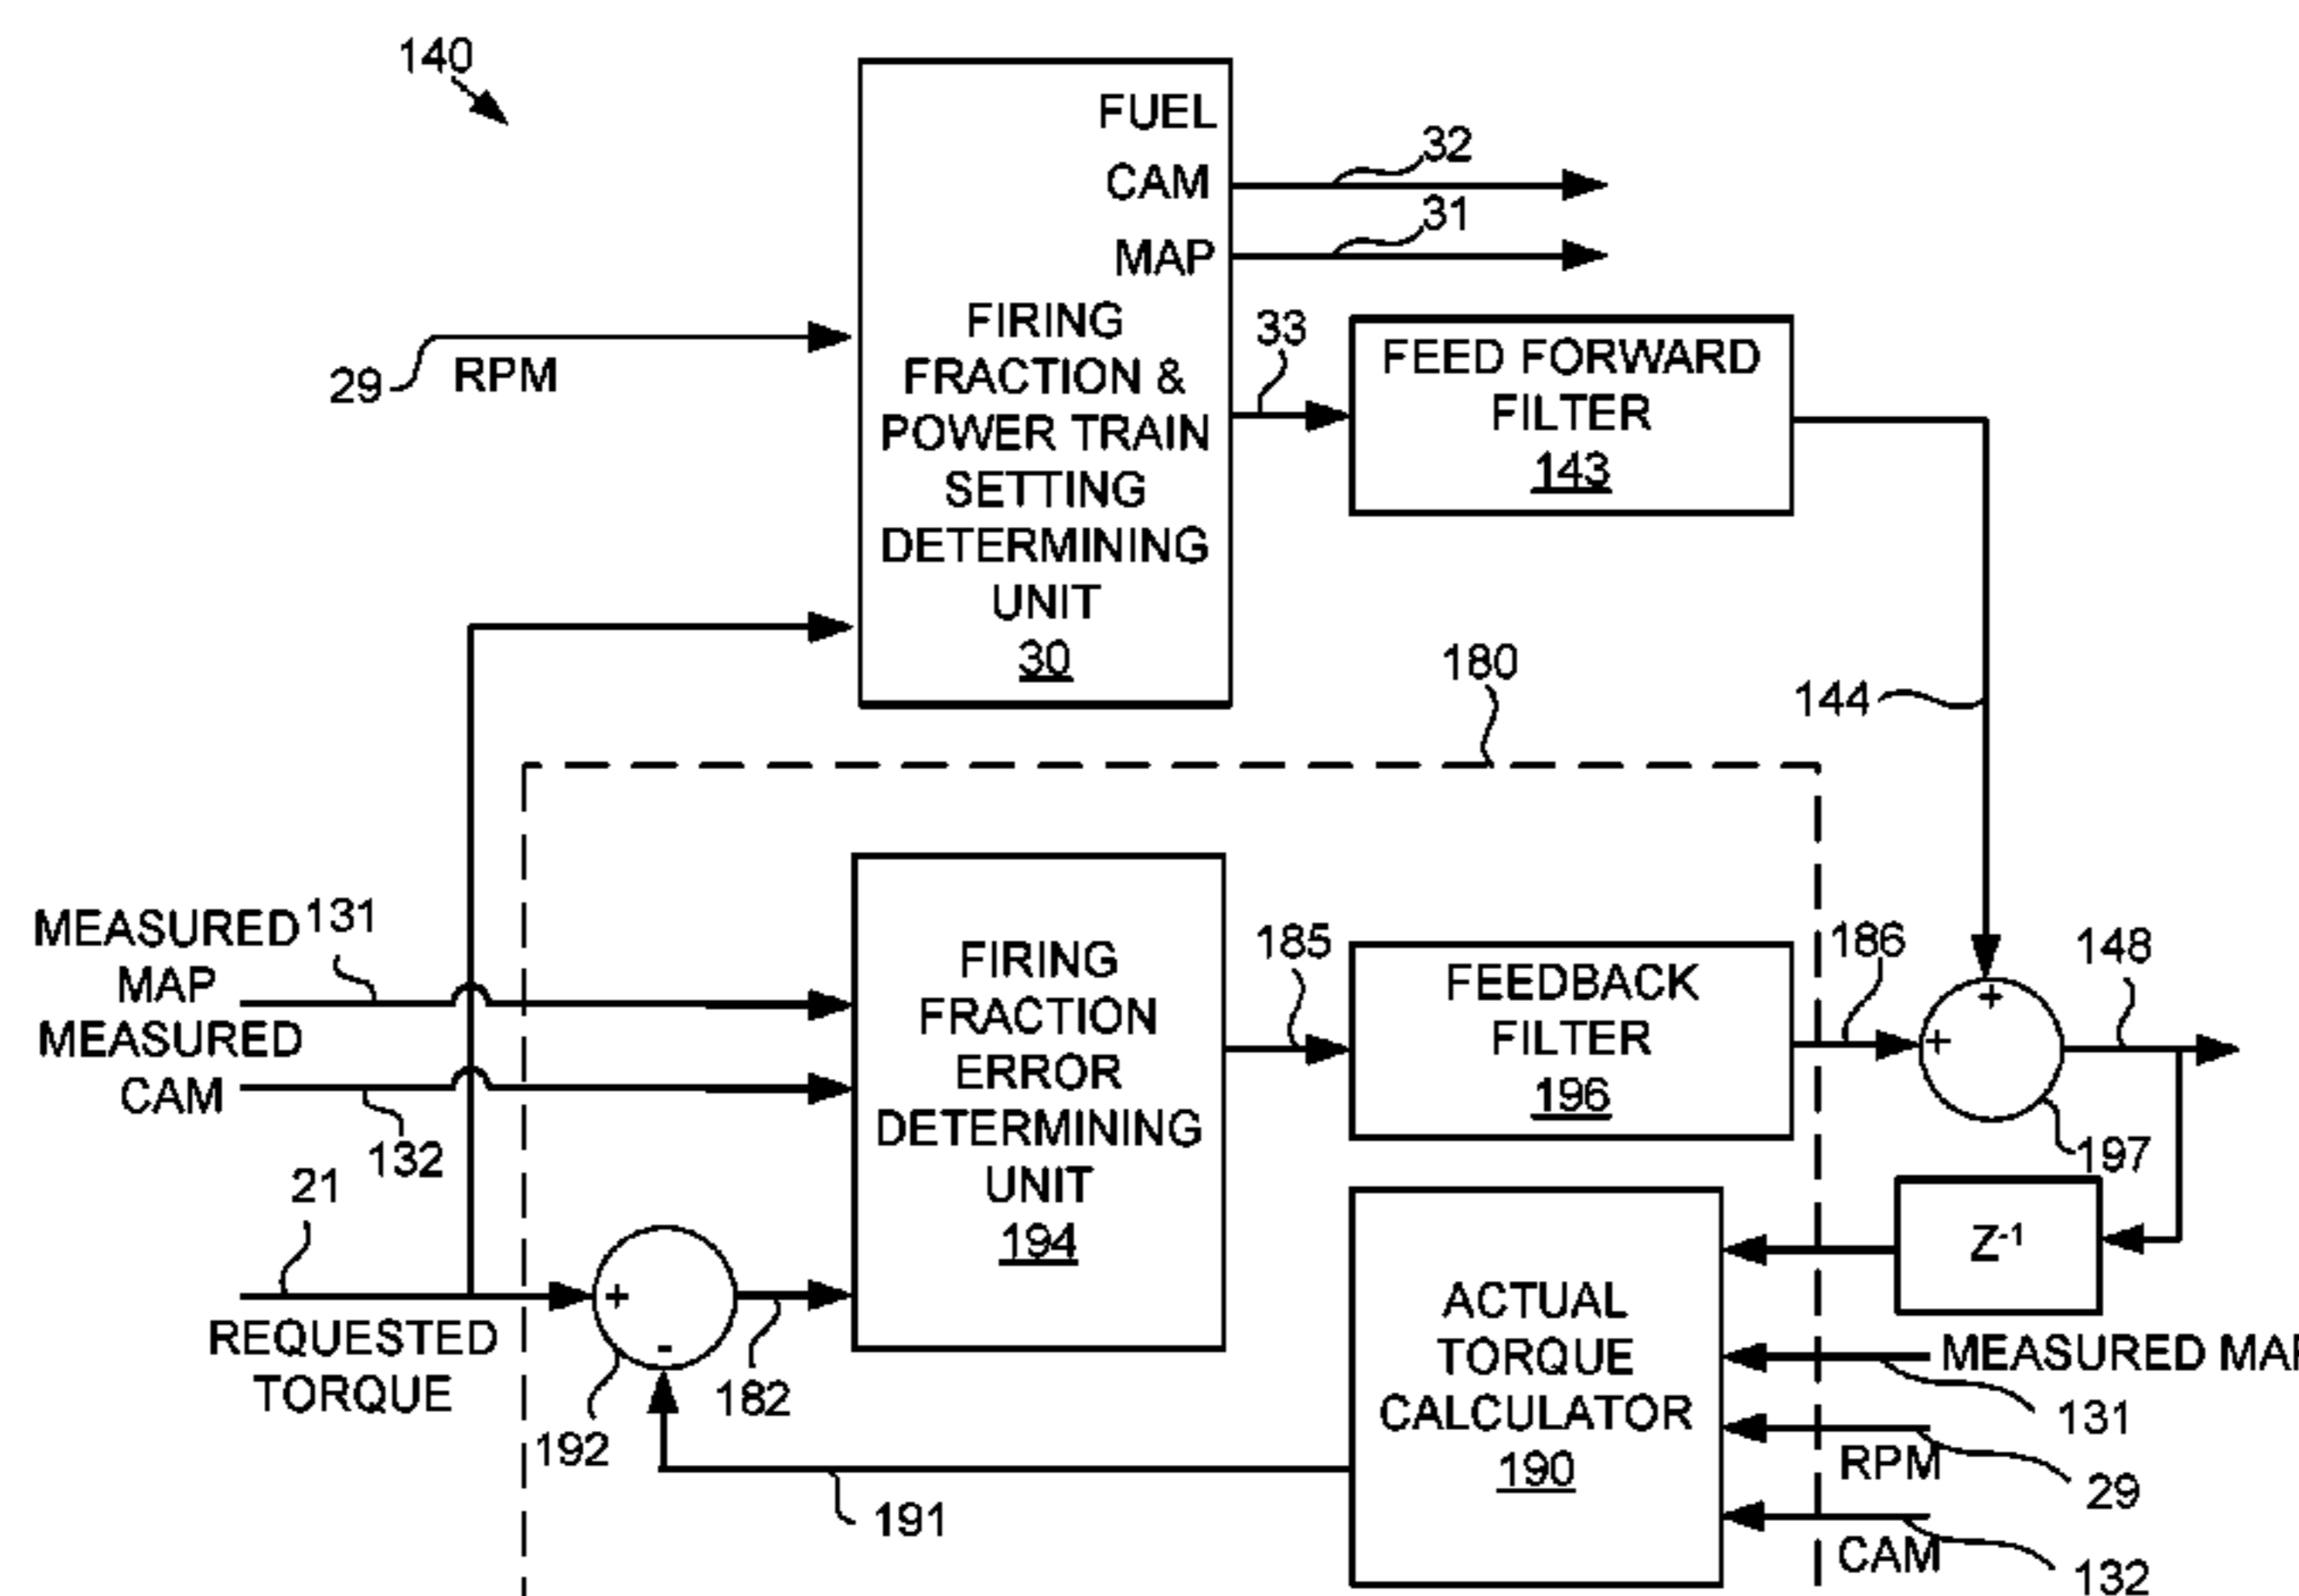 140
FUEL
CAM
MAP
32
31
RPM
29
FIRING
FRACTION &
POWER TRAIN
SETTING
DETERMINING
UNIT
30
33
FEED FORWARD
FILTER
143
144
180
MEASURED
MAP
131
MEASURED
CAM
132
21
REQUESTED
TORQUE
+
-
192
182
FIRING
FRACTION
ERROR
DETERMINING
UNIT
194
185
FEEDBACK
FILTER
196
186
+
+
148
197
Z-1
ACTUAL
TORQUE
CALCULATOR
190
191
MEASURED MAP
131
RPM
29
CAM
132